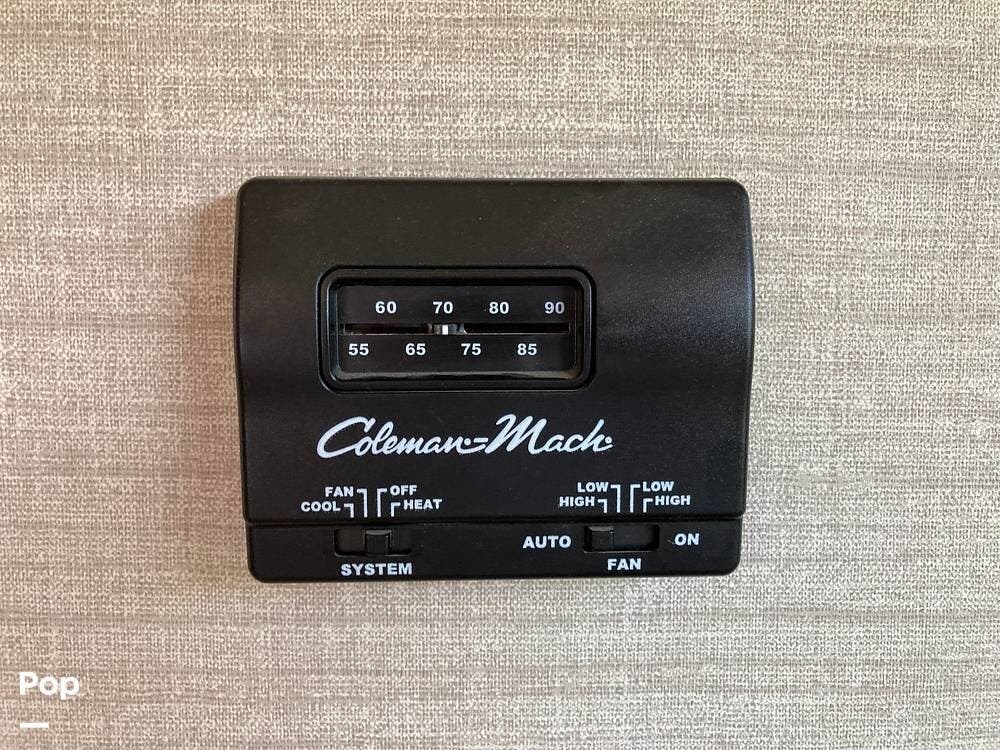 60 70 80 90
55 65 75 85
Coleman-Mach
FAN OFF
COOL HEAT
LOW LOW
HIGH HIGH
AUTO ON
SYSTEM
FAN
Pop